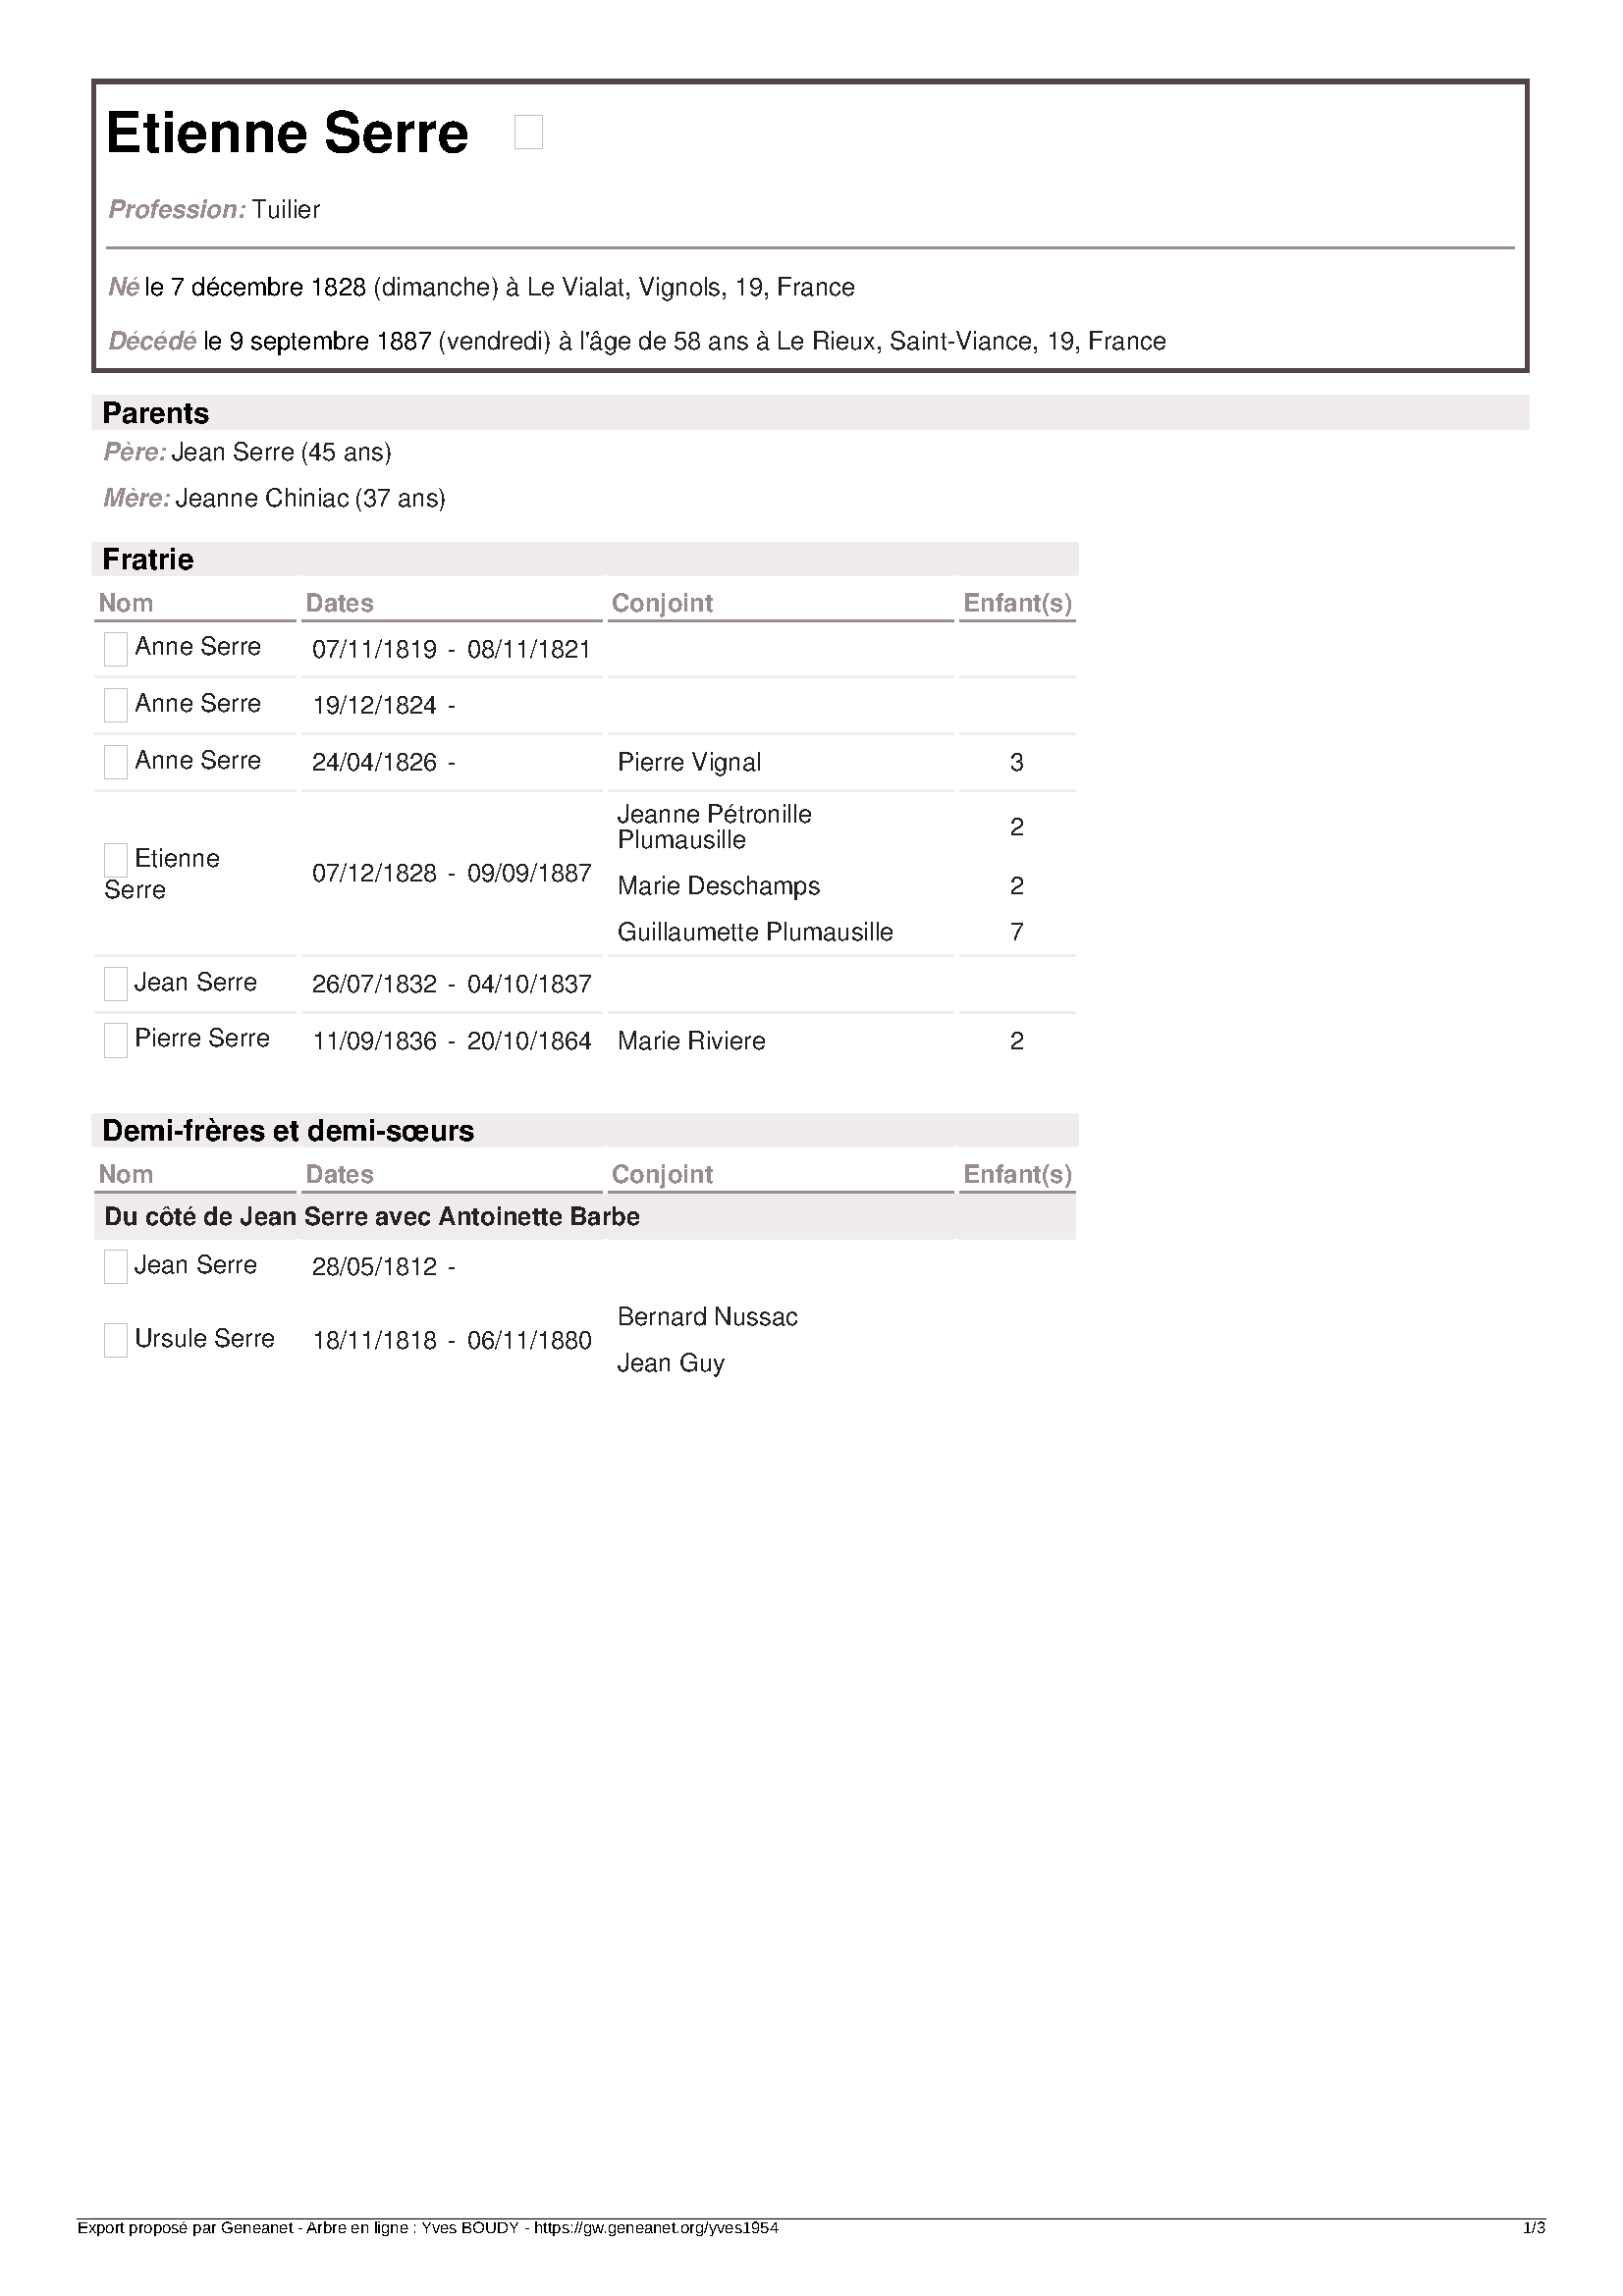 Etienne Serre
Profession: Tuilier
Né le 7 décembre 1828 (dimanche) à Le Vialat, Vignols, 19, France
Décédé le 9 septembre 1887 (vendredi) à l'âge de 58 ans à Le Rieux, Saint-Viance, 19, France
Parents
Père: Jean Serre (45 ans)
Mère: Jeanne Chiniac (37 ans)
Fratrie
Nom Dates Conjoint Enfant(s)
Anne Serre 07/11/1819 - 08/11/1821
Anne Serre 19/12/1824 -
Anne Serre 24/04/1826 - Pierre Vignal 3
Etienne
Serre
07/12/1828 - 09/09/1887
Jeanne Pétronille
Plumausille
2
Marie Deschamps 2
Guillaumette Plumausille 7
Jean Serre 26/07/1832 - 04/10/1837
Pierre Serre 11/09/1836 - 20/10/1864 Marie Riviere 2
Demi-frères et demi-sœurs
Nom Dates Conjoint Enfant(s)
Du côté de Jean Serre avec Antoinette Barbe
Jean Serre 28/05/1812 -
Ursule Serre 18/11/1818 - 06/11/1880
Bernard Nussac
Jean Guy
Export proposé par Geneanet - Arbre en ligne : Yves BOUDY - https://gw.geneanet.org/yves1954 1/3